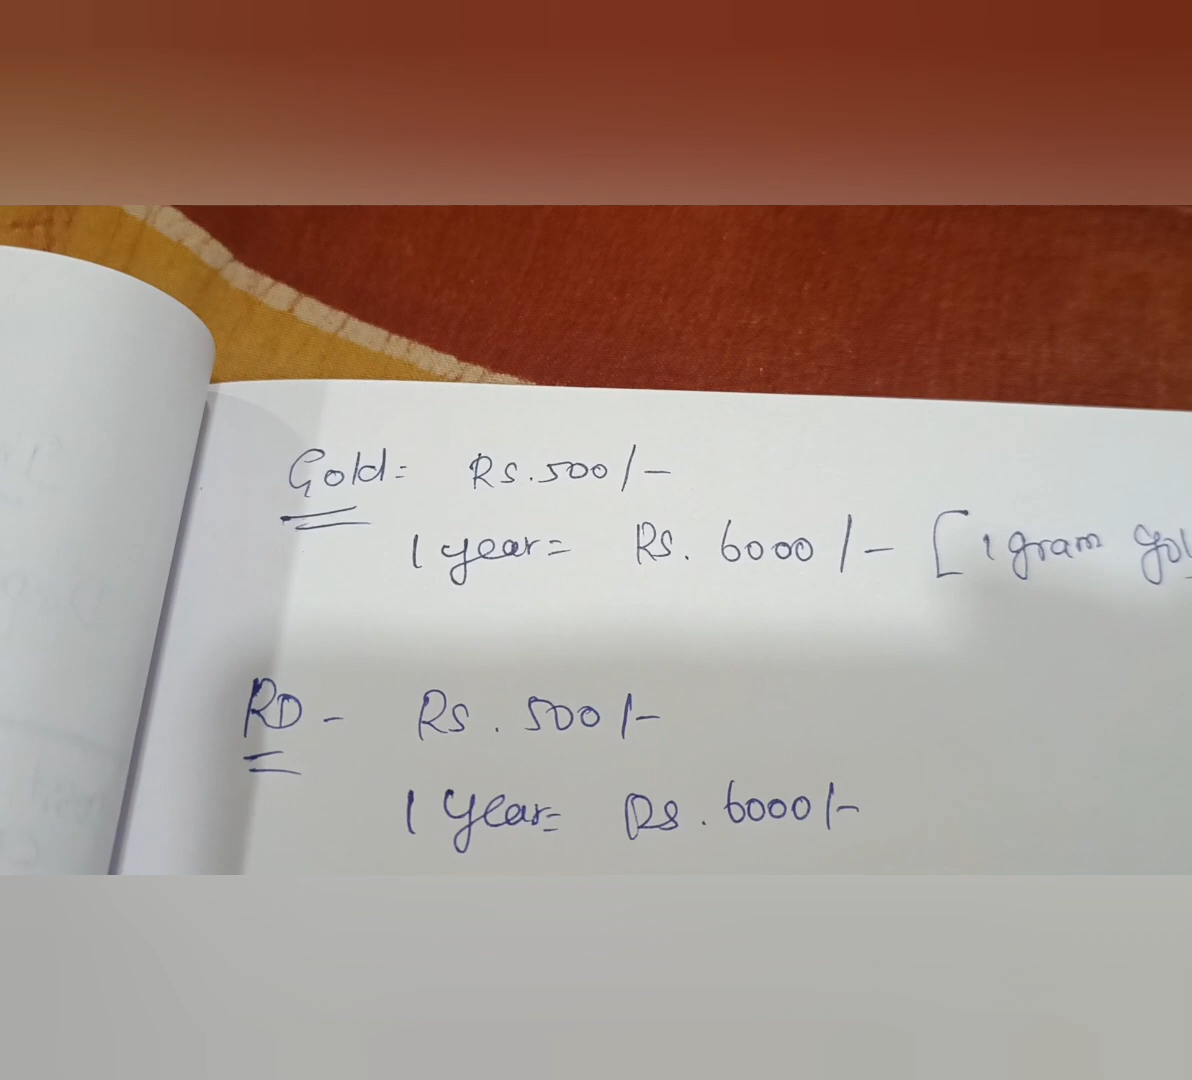 Gold= Rs.500/-
1 year= Rs. 6000/- [1 gram
RD - Rs. 500/-
1 Year= Rs. 6000/-